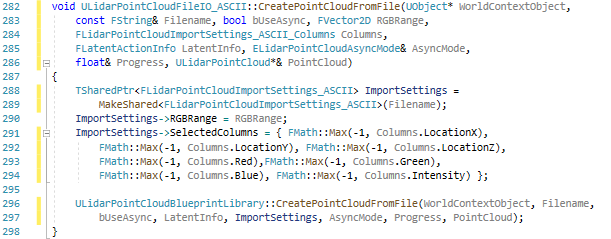 282 void ULidarPointCloudFileIO_ASCII::CreatePointCloudFromFile(UObject* WorldContextObject,
283     const FString& Filename, bool bUseAsync, FVector2D RGBRange,
284     FLidarPointCloudImportSettings_ASCII_Columns Columns,
285     FLatentActionInfo LatentInfo, ELidarPointCloudAsyncMode& AsyncMode,
286     float& Progress, ULidarPointCloud*& PointCloud)
287 {
288     TSharedPtr<FLidarPointCloudImportSettings_ASCII> ImportSettings =
289         MakeShared<FLidarPointCloudImportSettings_ASCII>(Filename);
290     ImportSettings->RGBRange = RGBRange;
291     ImportSettings->SelectedColumns = { FMath::Max(-1, Columns.LocationX),
292         FMath::Max(-1, Columns.LocationY), FMath::Max(-1, Columns.LocationZ),
293         FMath::Max(-1, Columns.Red),FMath::Max(-1, Columns.Green),
294         FMath::Max(-1, Columns.Blue), FMath::Max(-1, Columns.Intensity) };
295
296     ULidarPointCloudBlueprintLibrary::CreatePointCloudFromFile(WorldContextObject, Filename,
297         bUseAsync, LatentInfo, ImportSettings, AsyncMode, Progress, PointCloud);
298 }